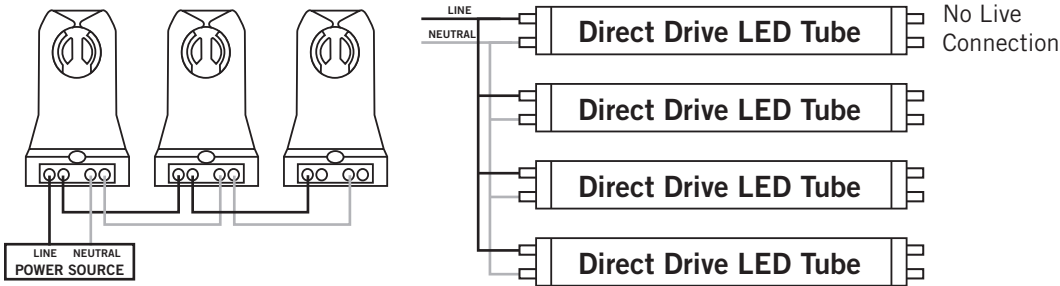 LINE NEUTRAL
POWER SOURCE
LINE
NEUTRAL
Direct Drive LED Tube
No Live
Connection
Direct Drive LED Tube
Direct Drive LED Tube
Direct Drive LED Tube